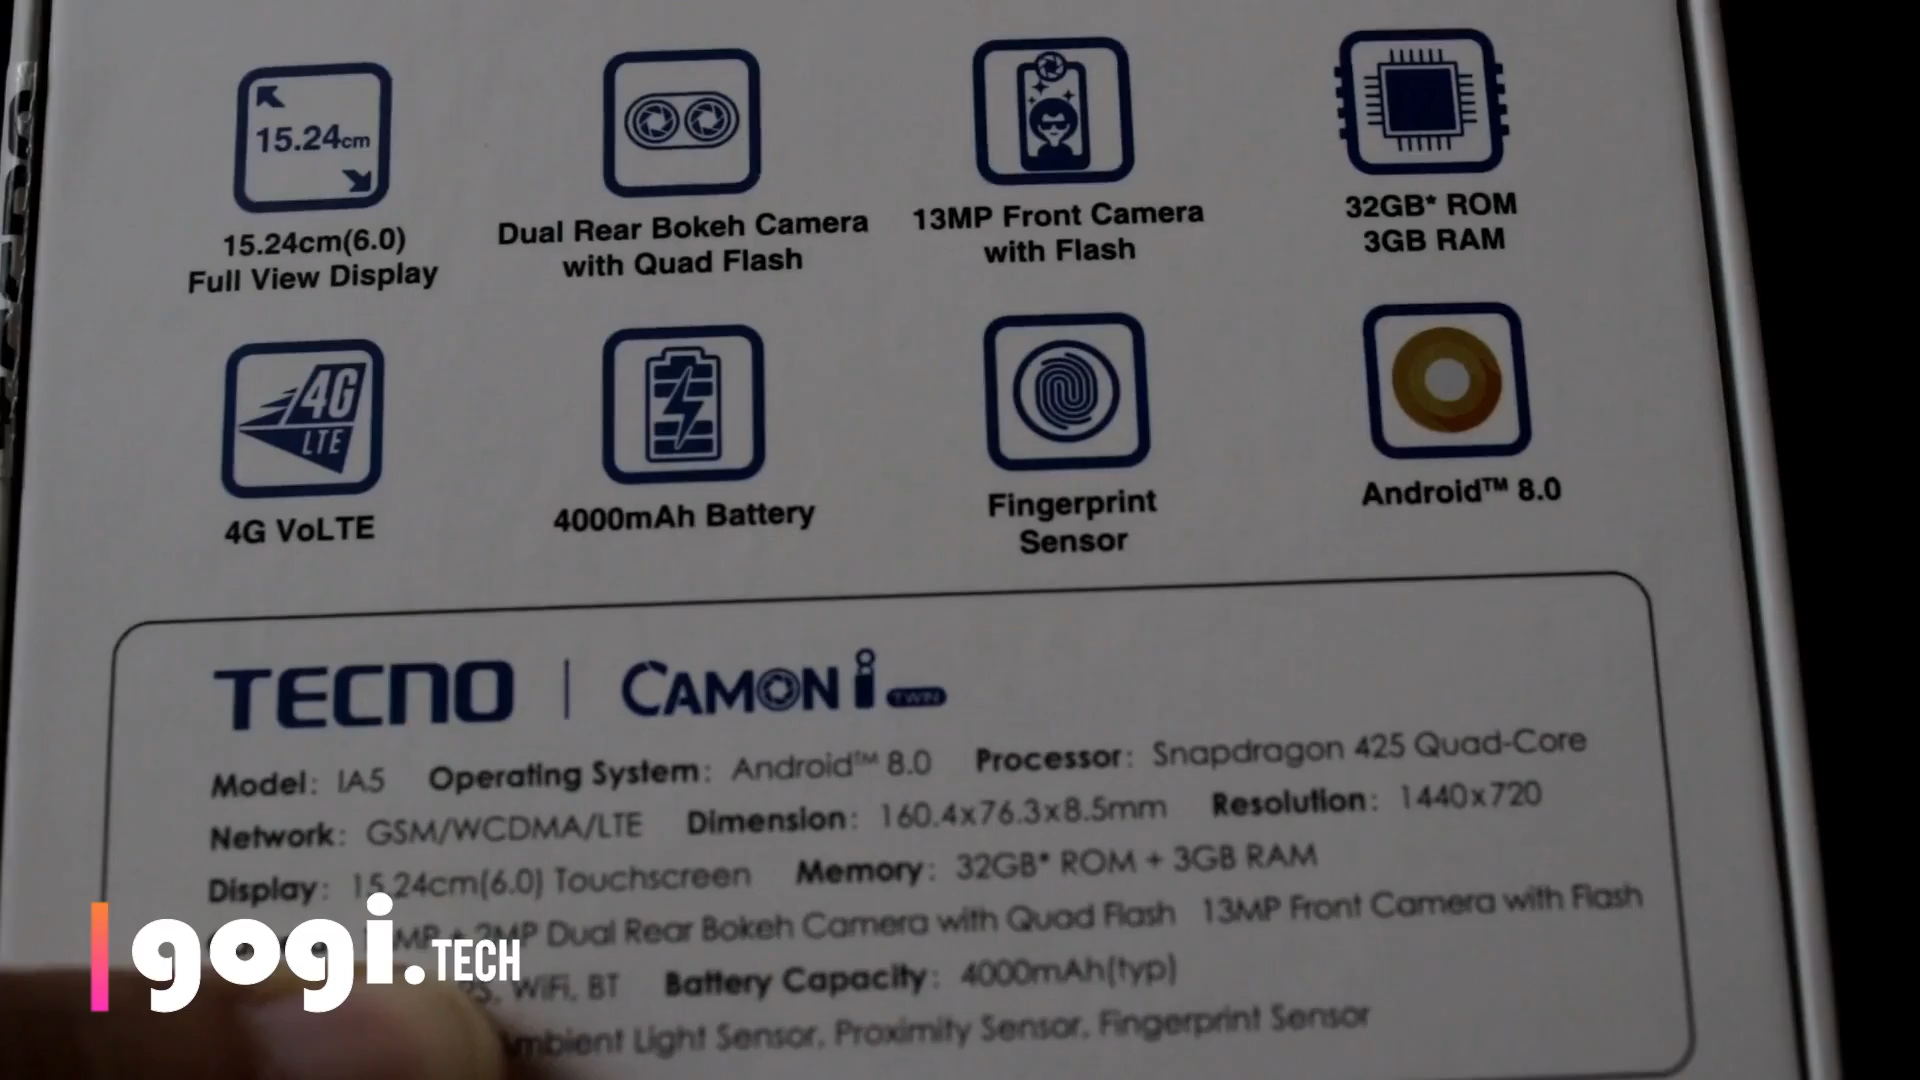 15.24cm
15.24cm(6.0)
Full View Display
Dual Rear Bokeh Camera
with Quad Flash
13MP Front Camera
with Flash
32GB* ROM
3GB RAM
4G
LTE
4G VoLTE
4000mAh Battery
Fingerprint
Sensor
Android™ 8.0
TECNO | CAMON i TWIN
Model: IA5 Operating System: Android™ 8.0 Processor: Snapdragon 425 Quad-Core
Network: GSM/WCDMA/LTE Dimension: 160.4x76.3x8.5mm Resolution: 1440x720
Display: 15.24cm(6.0) Touchscreen Memory: 32GB* ROM + 3GB RAM
+ 2MP Dual Rear Bokeh Camera with Quad Flash 13MP Front Camera with Flash
WiFi, BT Battery Capacity: 4000mAh(typ)
Light Sensor, Proximity Sensor, Fingerprint Sensor
gogi.TECH